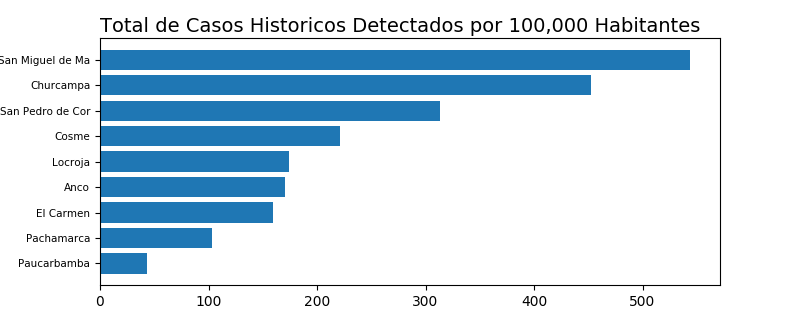 Total de Casos Historicos Detectados por 100,000 Habitantes
San Miguel de Ma
Churcampa
San Pedro de Cor
Cosme
Locroja
Anco
El Carmen
Pachamarca
Paucarbamba
0 100 200 300 400 500